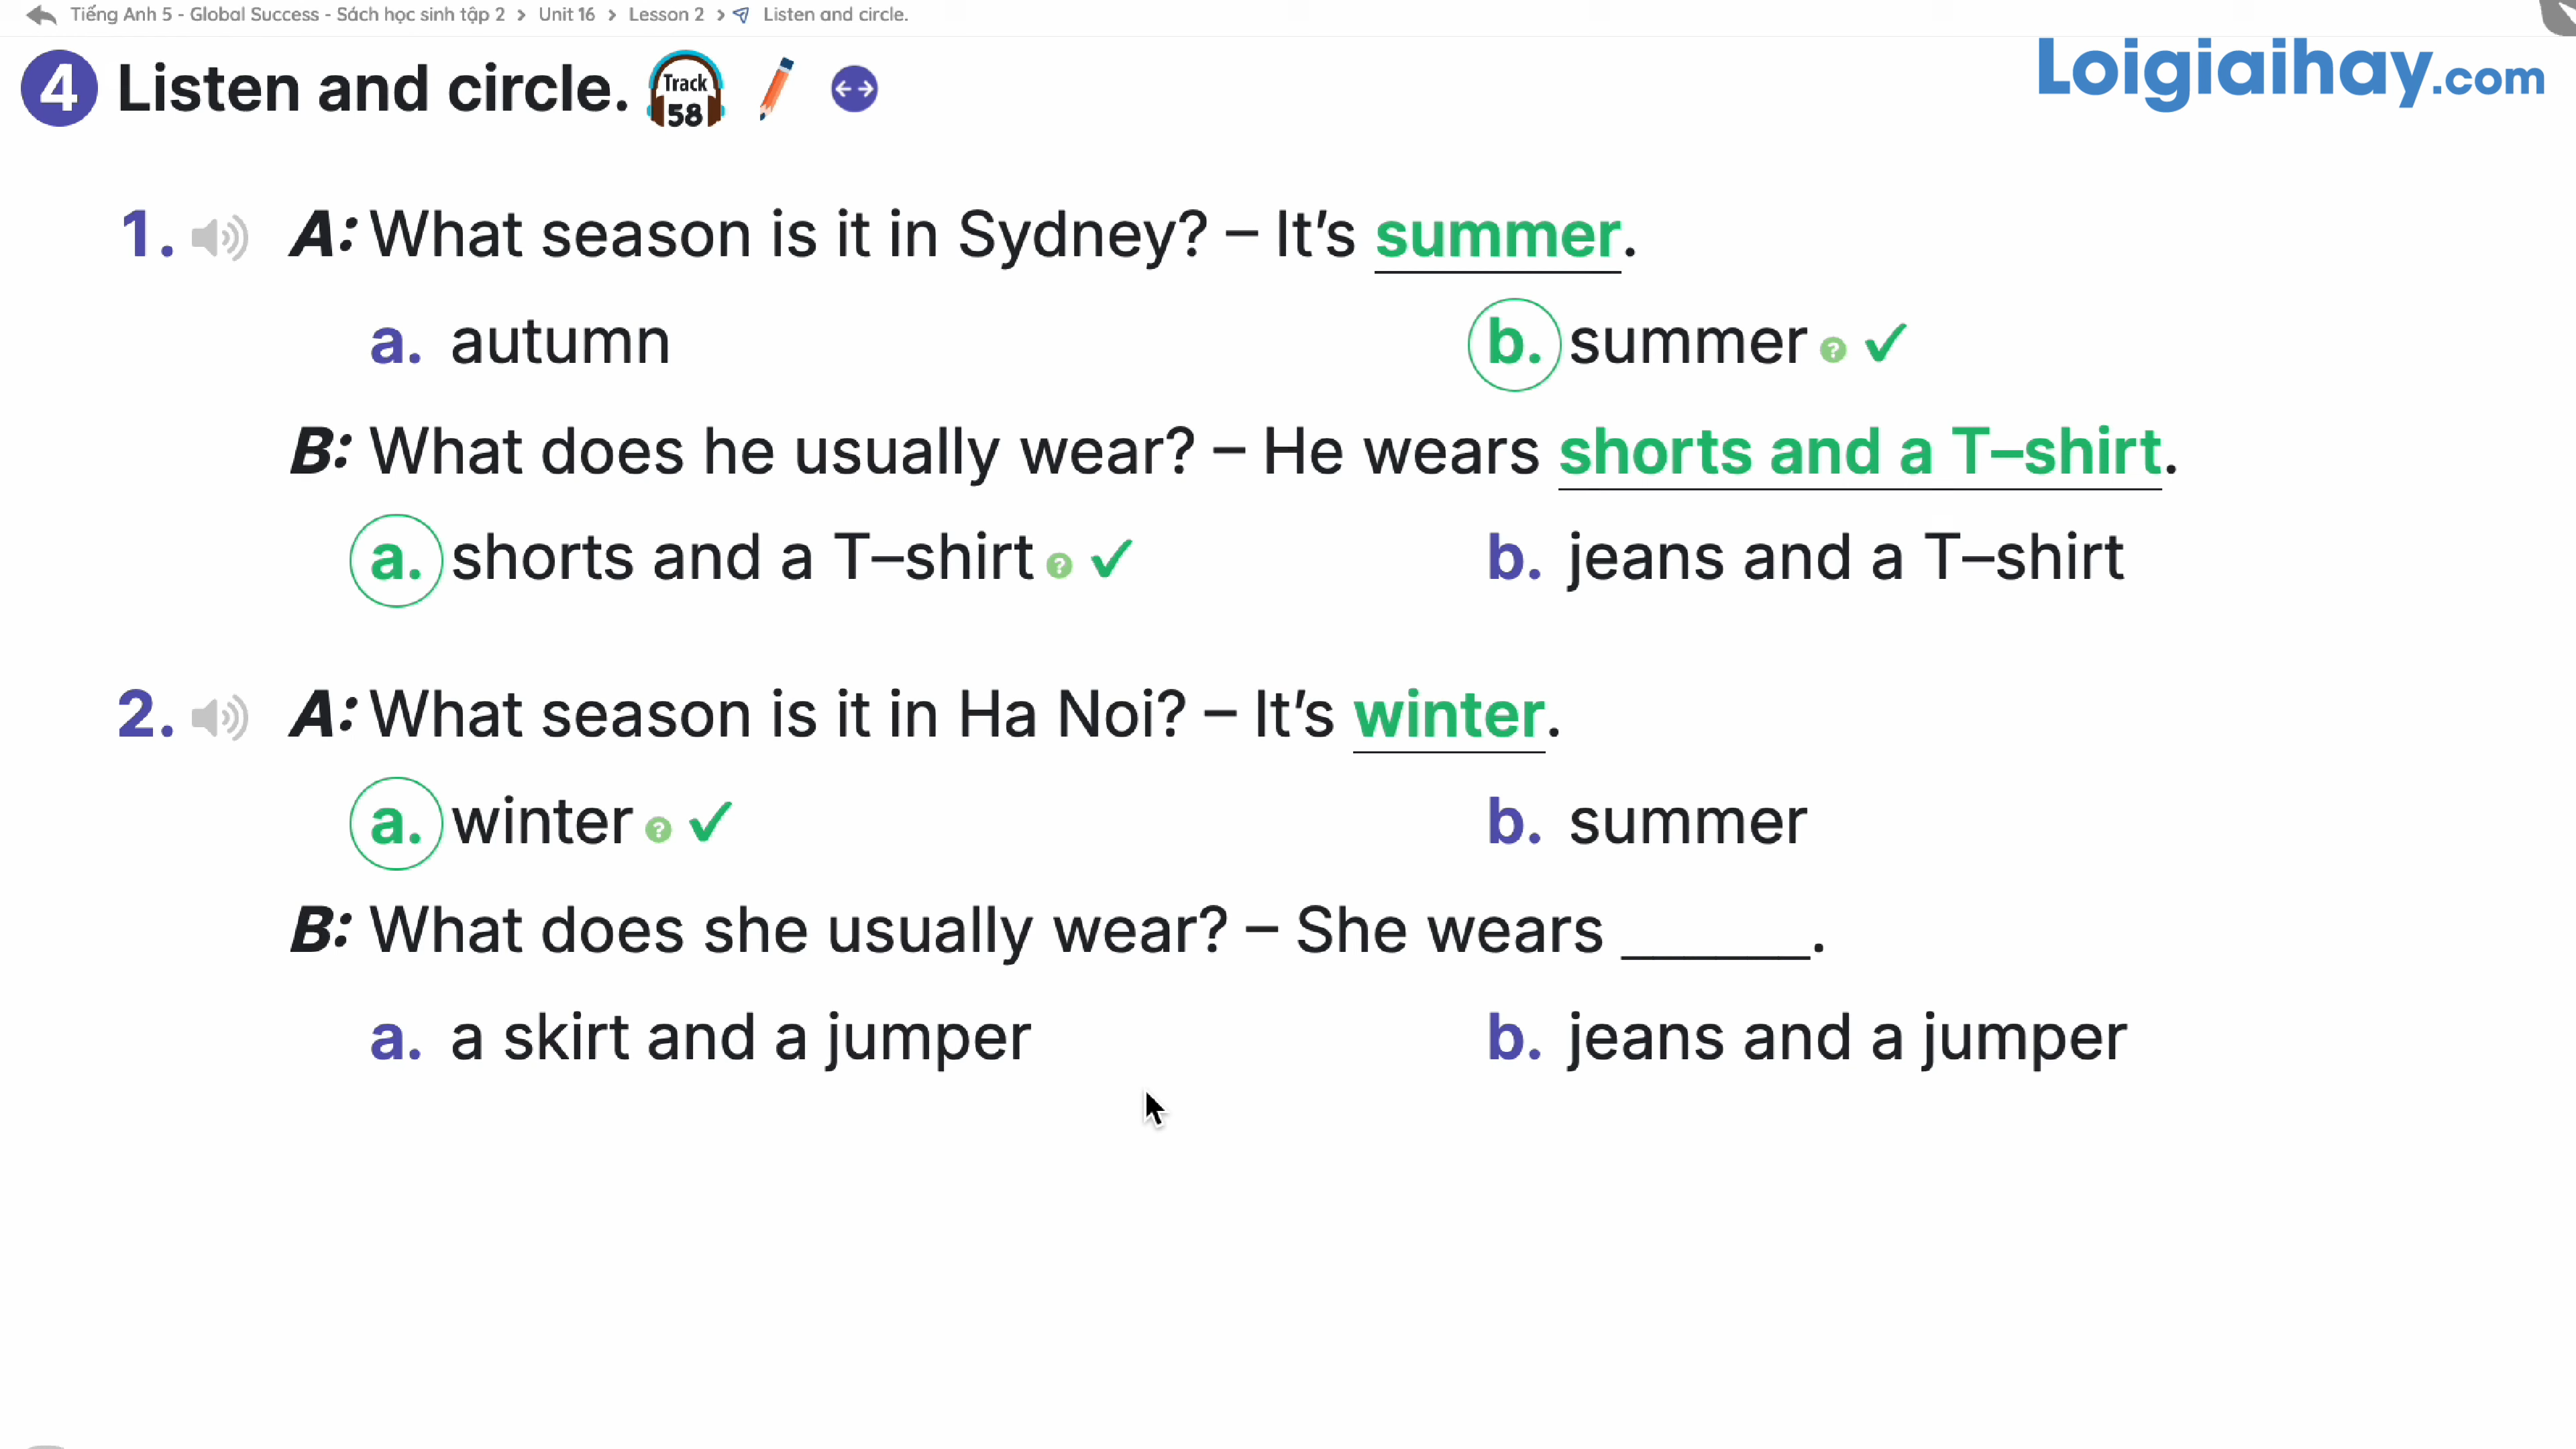 Tiếng Anh 5 - Global Success - Sách học sinh tập 2 > Unit 16 > Lesson 2 > Listen and circle.
Loigiaihay.com
4 Listen and circle. Track 58
1. A: What season is it in Sydney? – It's summer.
a. autumn b. summer ?
B: What does he usually wear? – He wears shorts and a T–shirt.
a. shorts and a T–shirt ? b. jeans and a T–shirt
2. A: What season is it in Ha Noi? – It's winter.
a. winter ? b. summer
B: What does she usually wear? – She wears ______.
a. a skirt and a jumper b. jeans and a jumper